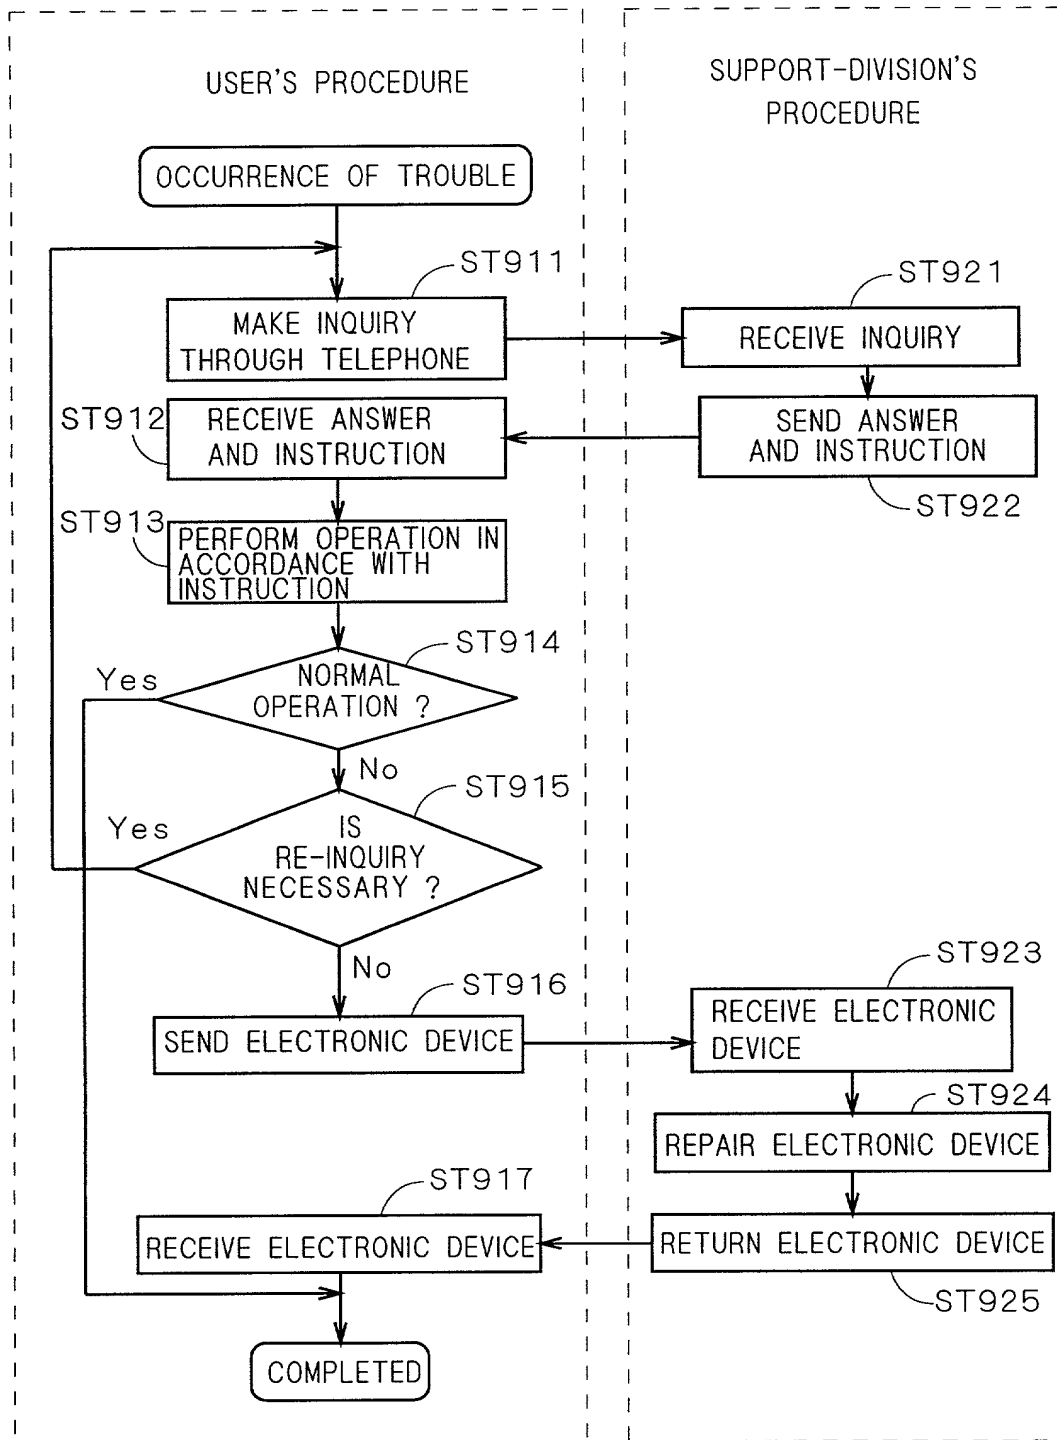 USER'S PROCEDURE
SUPPORT-DIVISION'S
PROCEDURE
OCCURRENCE OF TROUBLE
ST911
MAKE INQUIRY
THROUGH TELEPHONE
ST921
RECEIVE INQUIRY
ST912
RECEIVE ANSWER
AND INSTRUCTION
SEND ANSWER
AND INSTRUCTION
ST922
ST913
PERFORM OPERATION IN
ACCORDANCE WITH
INSTRUCTION
ST914
NORMAL
OPERATION ?
Yes
No
ST915
IS
RE-INQUIRY
NECESSARY ?
Yes
No
ST916
SEND ELECTRONIC DEVICE
ST923
RECEIVE ELECTRONIC
DEVICE
ST924
REPAIR ELECTRONIC DEVICE
ST917
RECEIVE ELECTRONIC DEVICE
RETURN ELECTRONIC DEVICE
ST925
COMPLETED